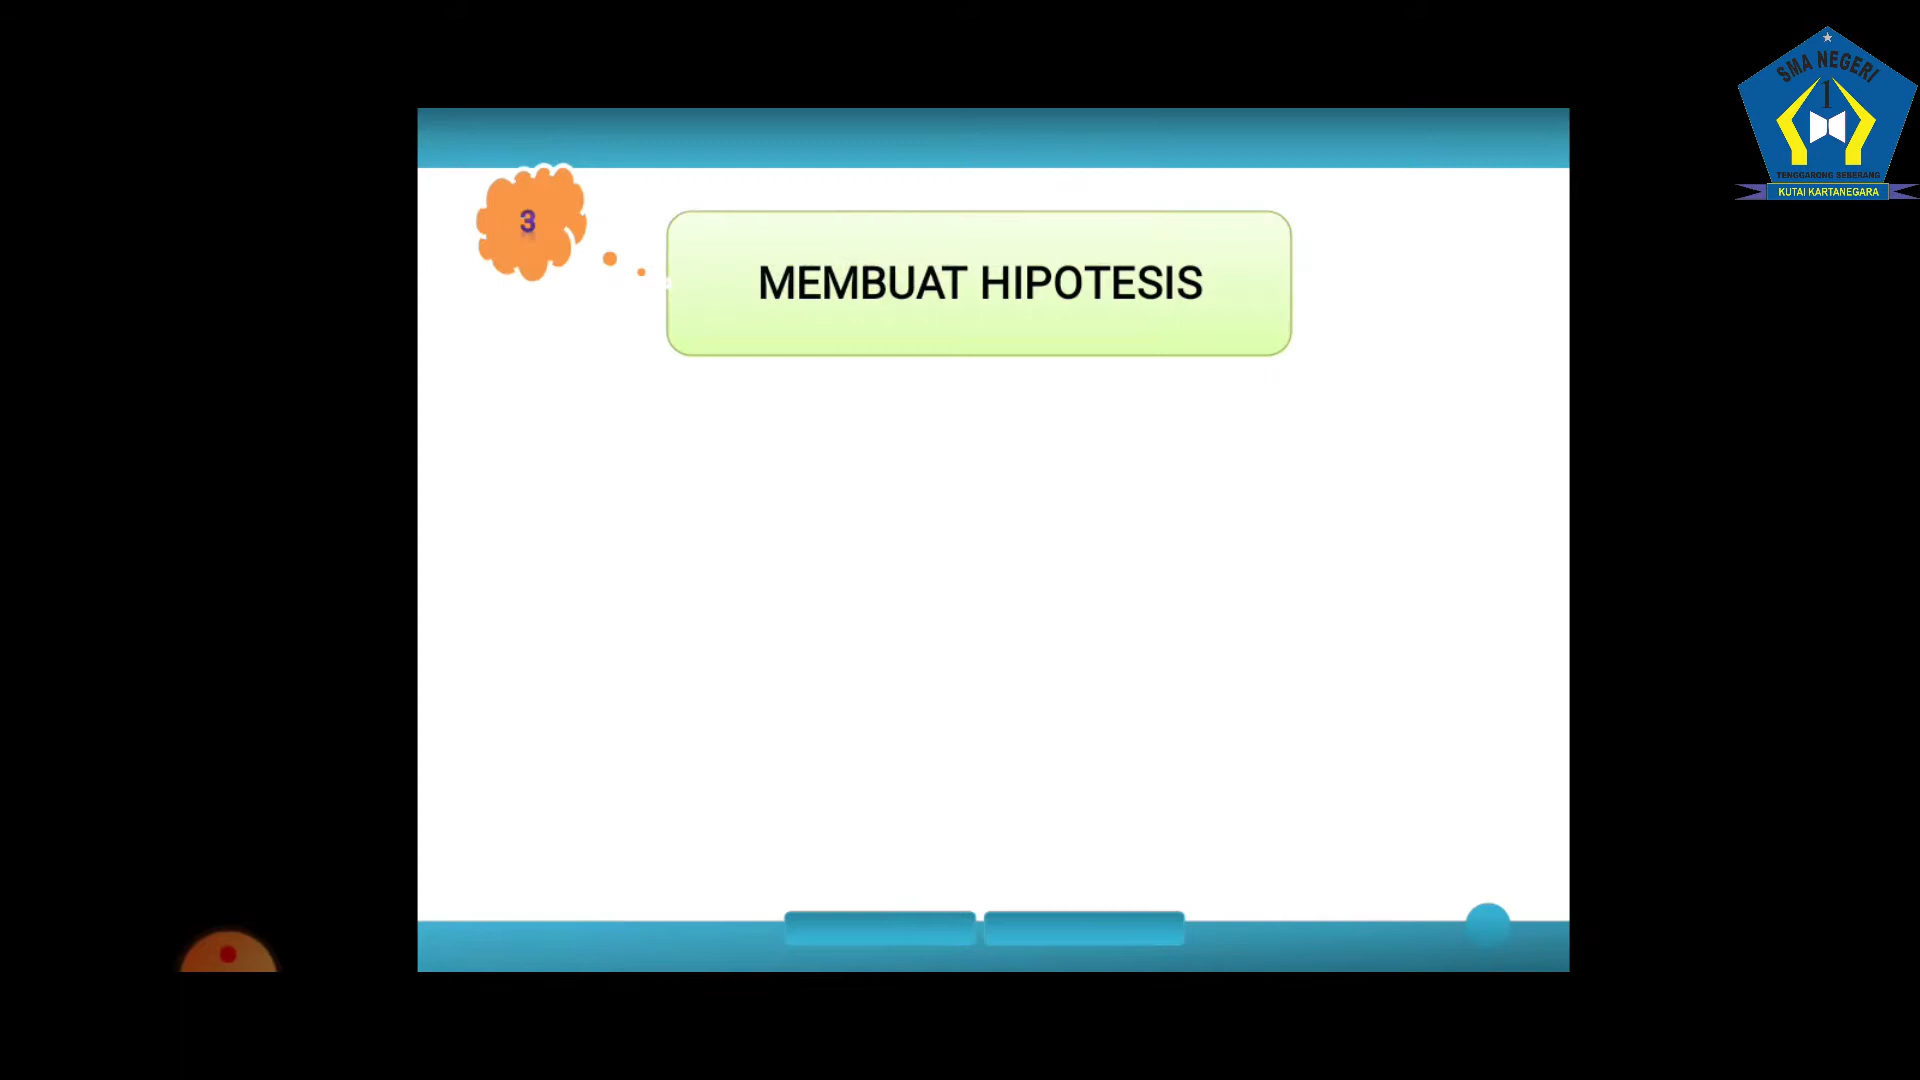 SMA NEGERI
1
TENGGARONG SEBERANG
KUTAI KARTANEGARA
3
MEMBUAT HIPOTESIS